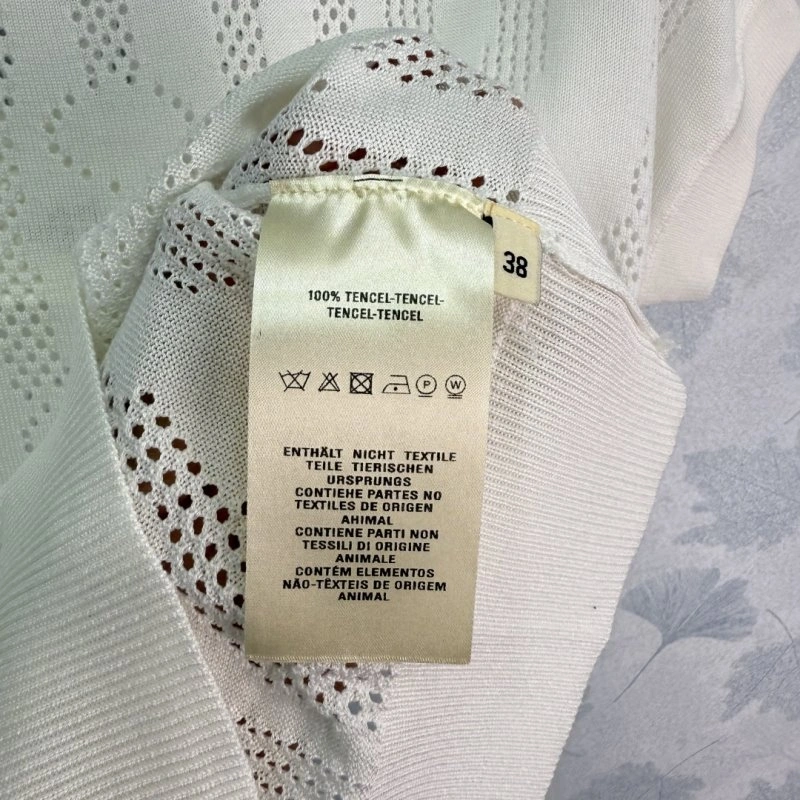 38
100% TENCEL-TENCEL-
TENCEL-TENCEL
P W
ENTHÄLT NICHT TEXTILE
TEILE TIERISCHEN
URSPRUNGS
CONTIEHE PARTES NO
TEXTILES DE ORIGEN
AHIMAL
CONTIENE PARTI NON
TESSILI DI ORIGINE
ANIMALE
CONTÉM ELEMENTOS
NÃO-TÊXTEIS DE ORIGEM
ANIMAL